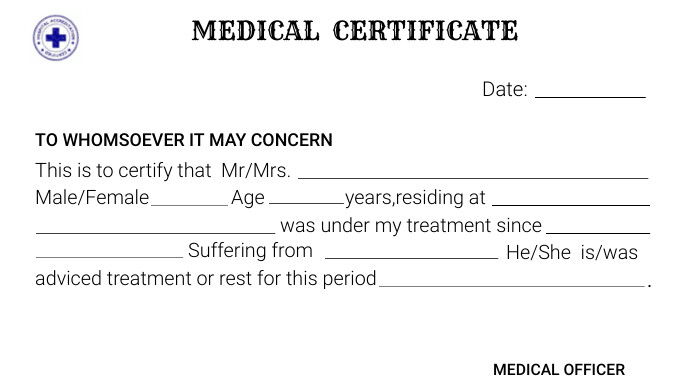 MEDICAL CERTIFICATE
Date:
TO WHOMSOEVER IT MAY CONCERN
This is to certify that Mr/Mrs.
Male/Female Age years,residing at
was under my treatment since
Suffering from He/She is/was
adviced treatment or rest for this period .
MEDICAL OFFICER